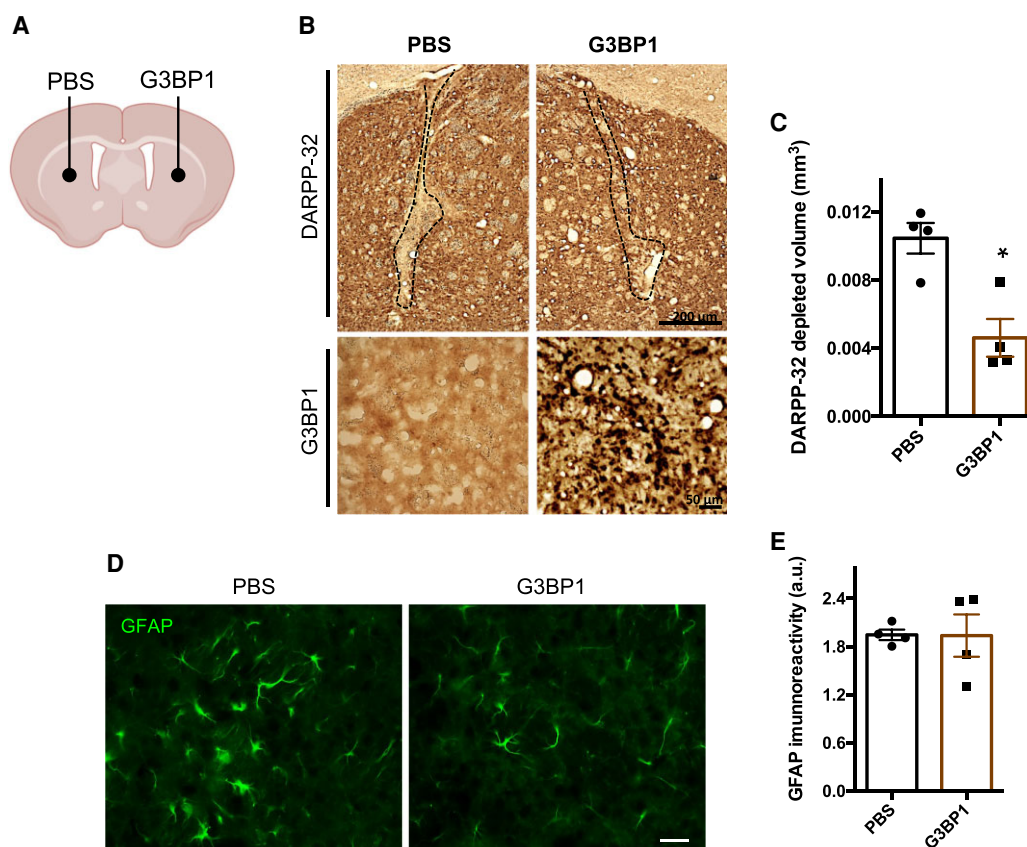 A
PBS
G3BP1
B
PBS
G3BP1
DARPP-32
200 µm
G3BP1
50 µm
C
DARPP-32 depleted volume (mm³)
0.012
0.008
0.004
0.000
*
PBS
G3BP1
D
PBS
G3BP1
GFAP
E
GFAP imunnoreactivity (a.u.)
2.4
1.8
1.2
0.6
0.0
PBS
G3BP1